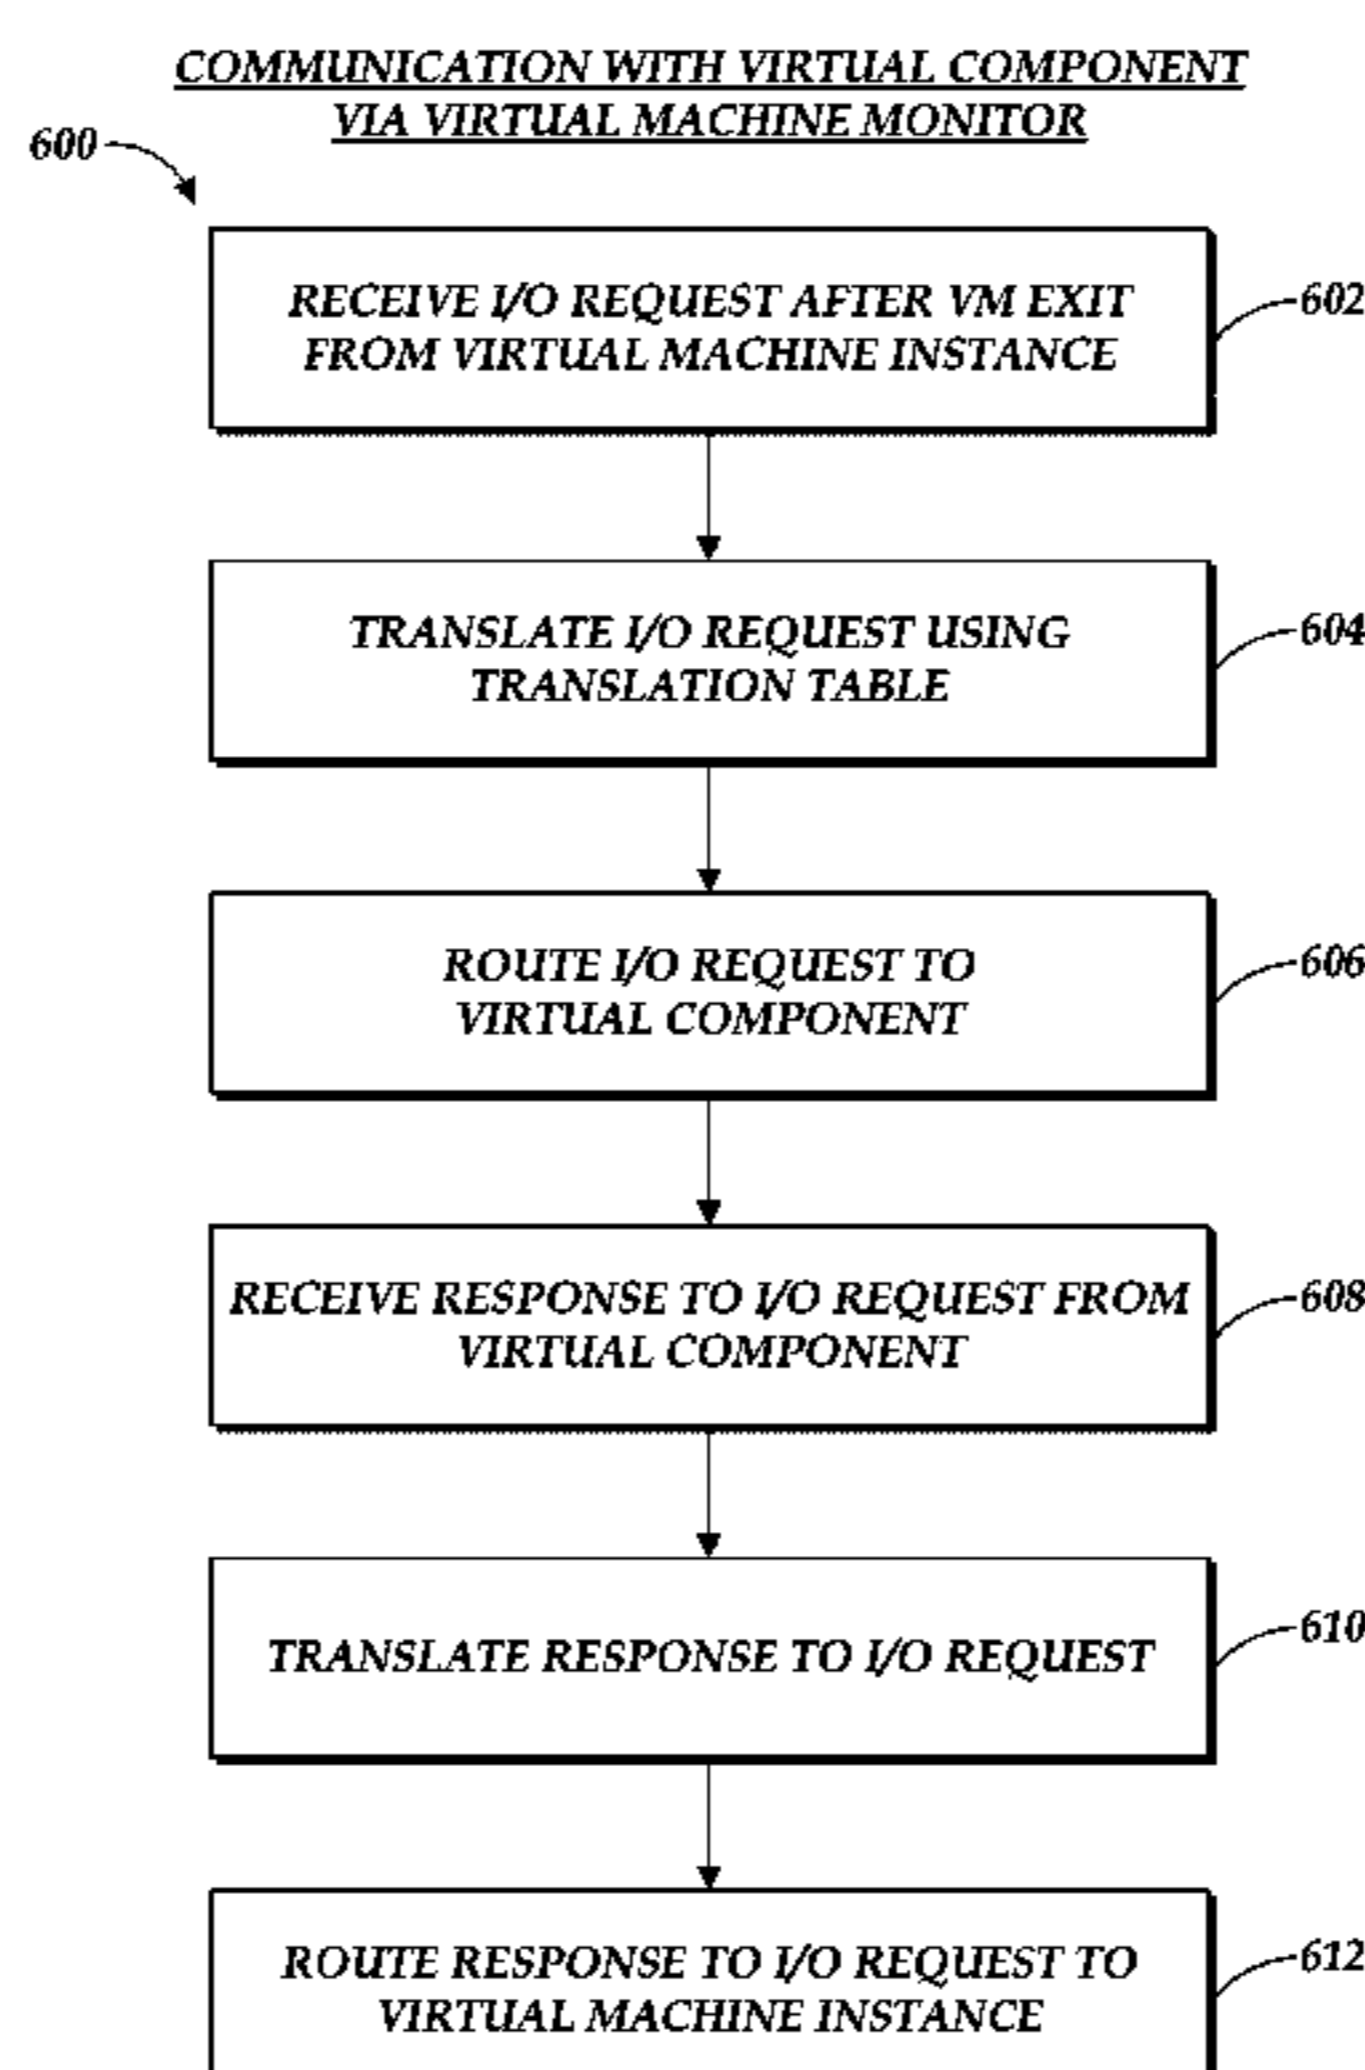 COMMUNICATION WITH VIRTUAL COMPONENT
VIA VIRTUAL MACHINE MONITOR
600
RECEIVE I/O REQUEST AFTER VM EXIT
FROM VIRTUAL MACHINE INSTANCE
602
TRANSLATE I/O REQUEST USING
TRANSLATION TABLE
604
ROUTE I/O REQUEST TO
VIRTUAL COMPONENT
606
RECEIVE RESPONSE TO I/O REQUEST FROM
VIRTUAL COMPONENT
608
TRANSLATE RESPONSE TO I/O REQUEST
610
ROUTE RESPONSE TO I/O REQUEST TO
VIRTUAL MACHINE INSTANCE
612